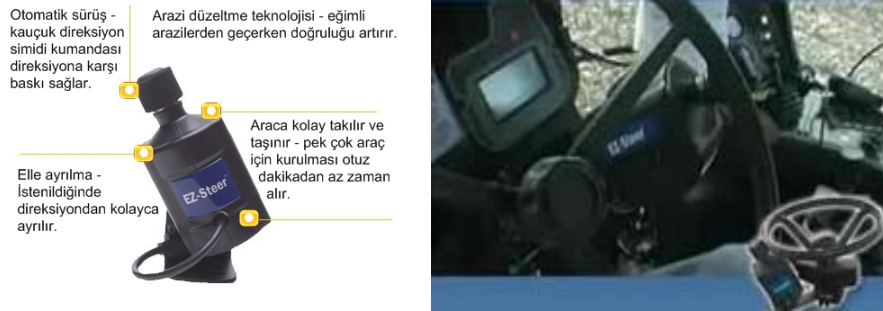 Otomatik sürüş -
kauçuk direksiyon
simidi kumandası
direksiyona karşı
baskı sağlar.
Arazi düzeltme teknolojisi - eğimli
arazilerden geçerken doğruluğu artırır.
Araca kolay takılır ve
taşınır - pek çok araç
için kurulması otuz
dakikadan az zaman
alır.
Elle ayrılma -
İstenildiğinde
direksiyondan kolayca
ayrılır.
EZ-Steer
EZ-Steer